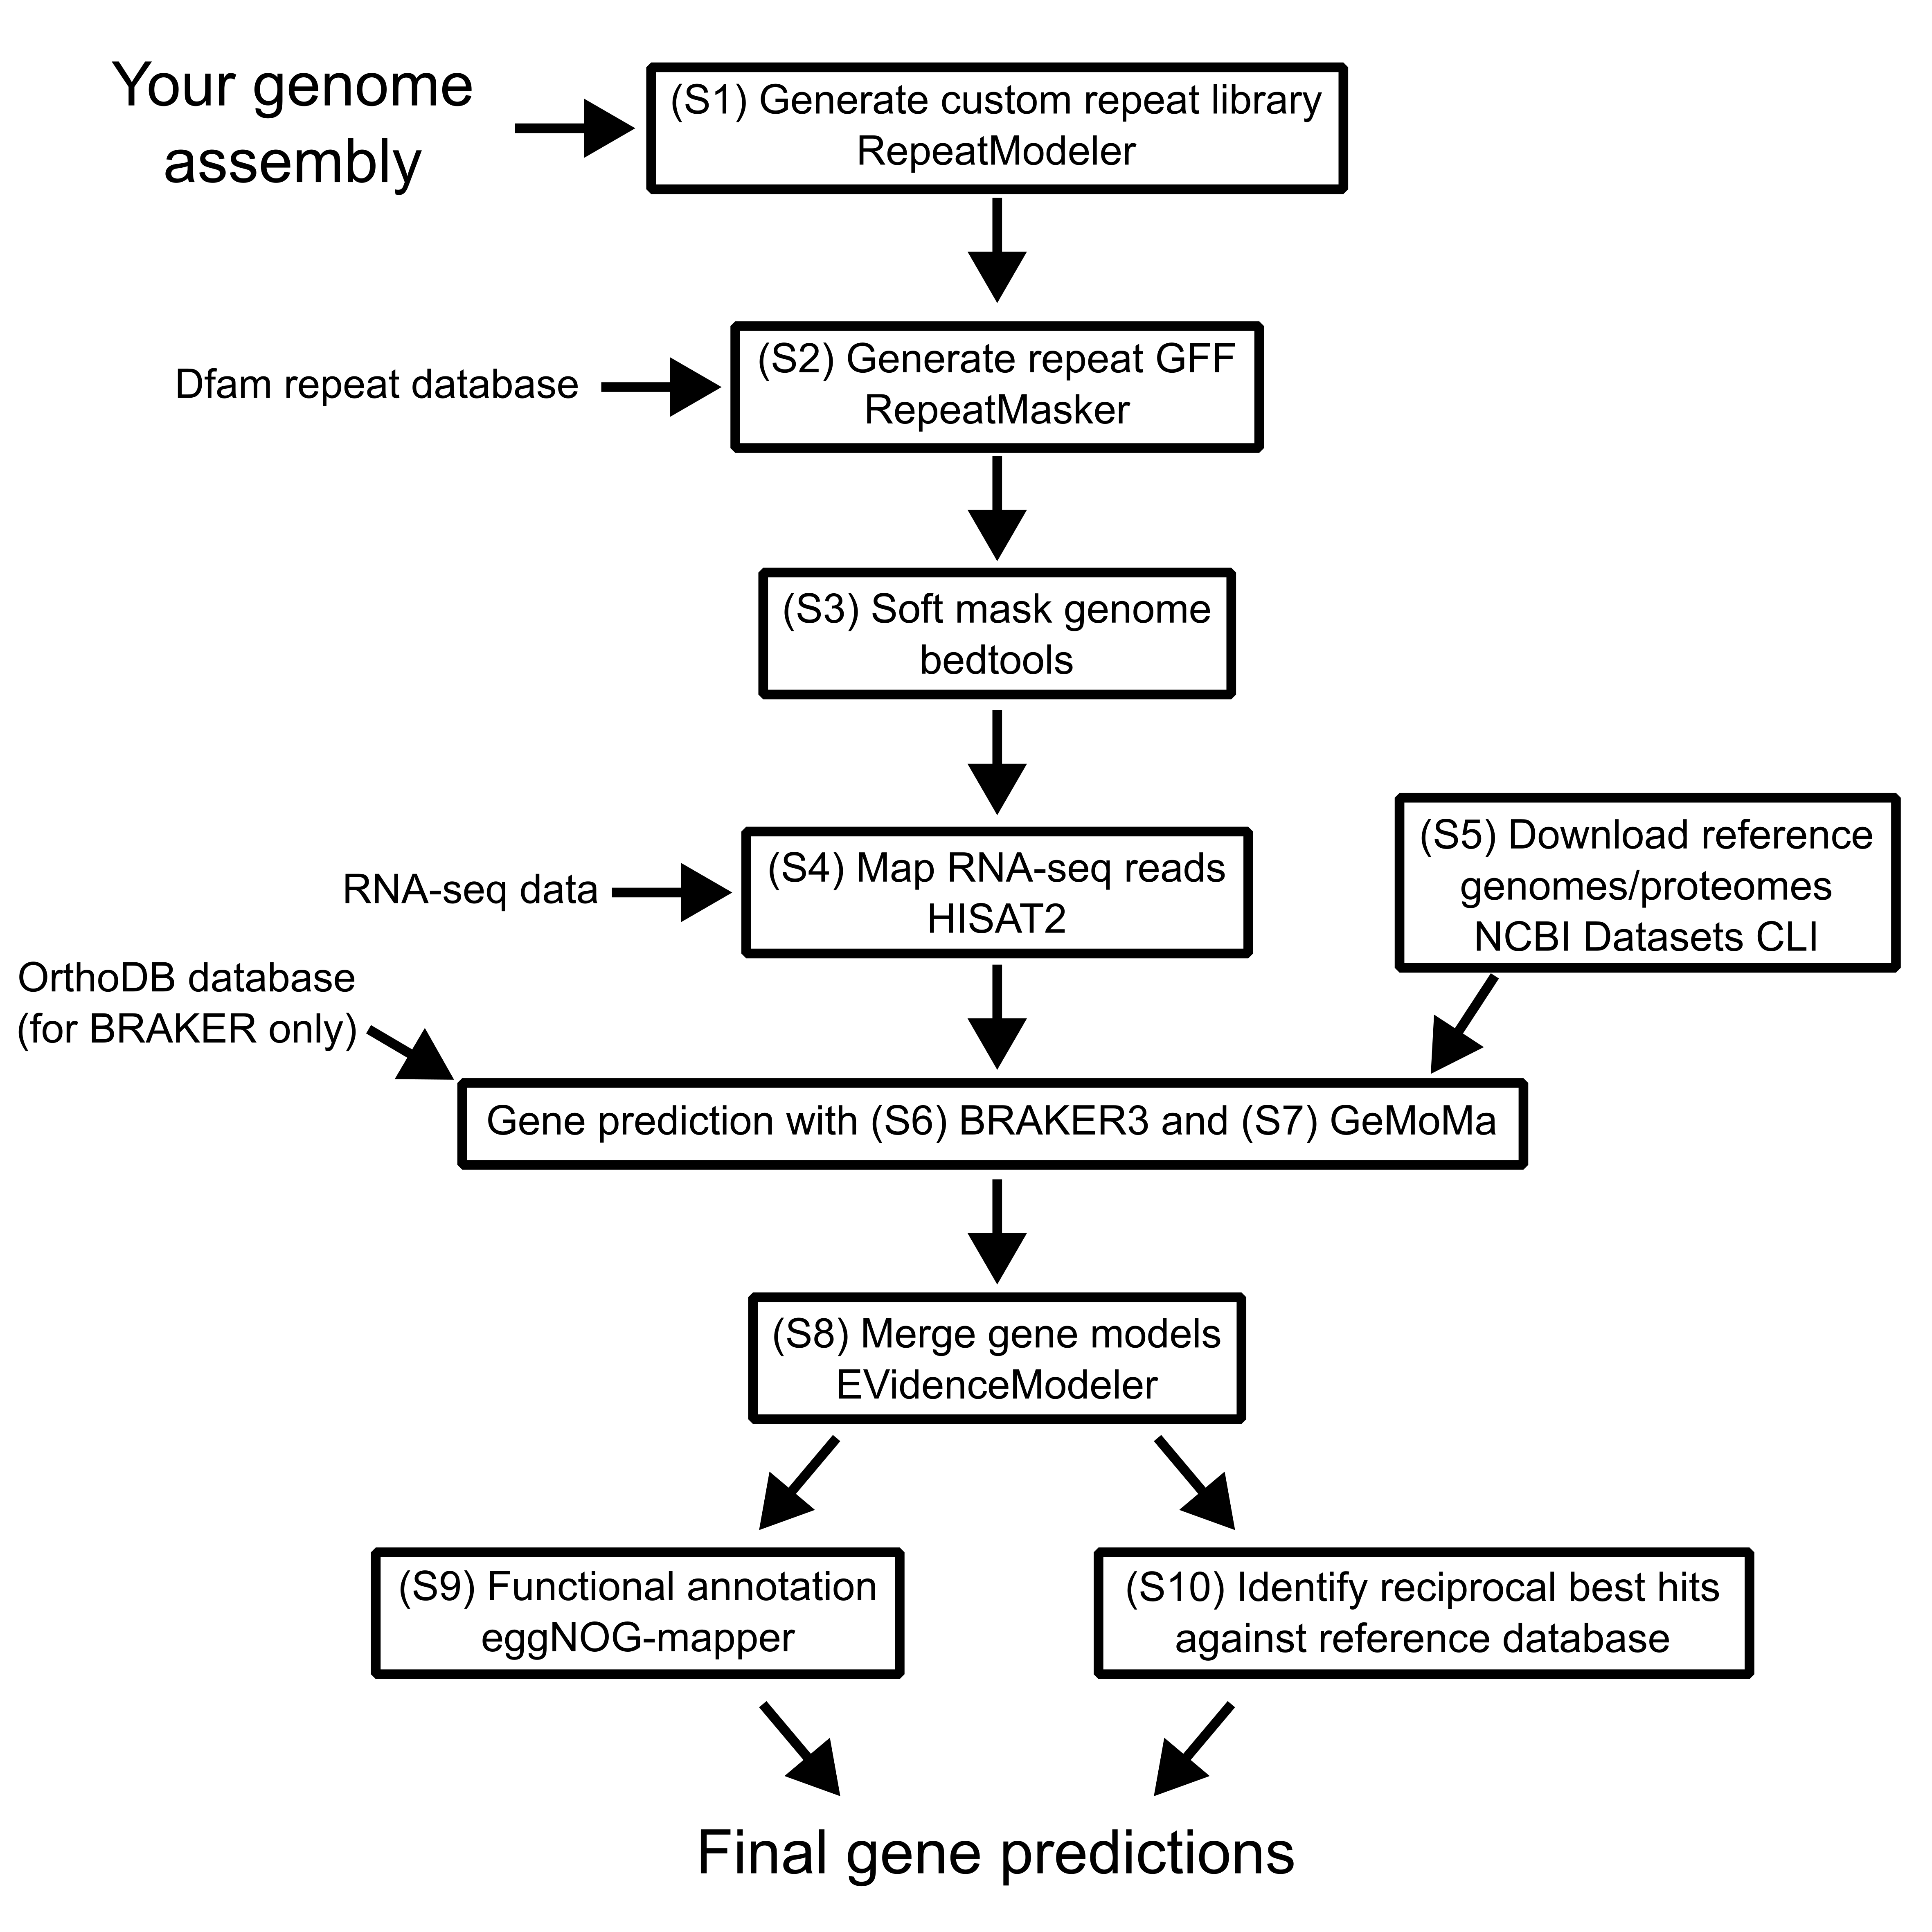 Your genome
assembly
(S1) Generate custom repeat library
RepeatModeler
Dfam repeat database
(S2) Generate repeat GFF
RepeatMasker
(S3) Soft mask genome
bedtools
RNA-seq data
(S4) Map RNA-seq reads
HISAT2
(S5) Download reference
genomes/proteomes
NCBI Datasets CLI
OrthoDB database
(for BRAKER only)
Gene prediction with (S6) BRAKER3 and (S7) GeMoMa
(S8) Merge gene models
EVidenceModeler
(S9) Functional annotation
eggNOG-mapper
(S10) Identify reciprocal best hits
against reference database
Final gene predictions